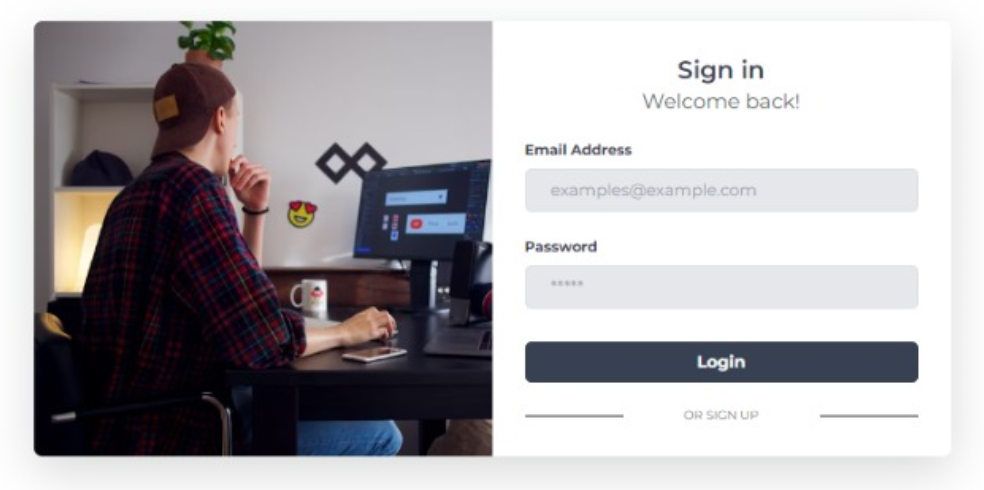 Sign in
Welcome back!
Email Address
examples@example.com
Password
*****
Login
OR SIGN UP